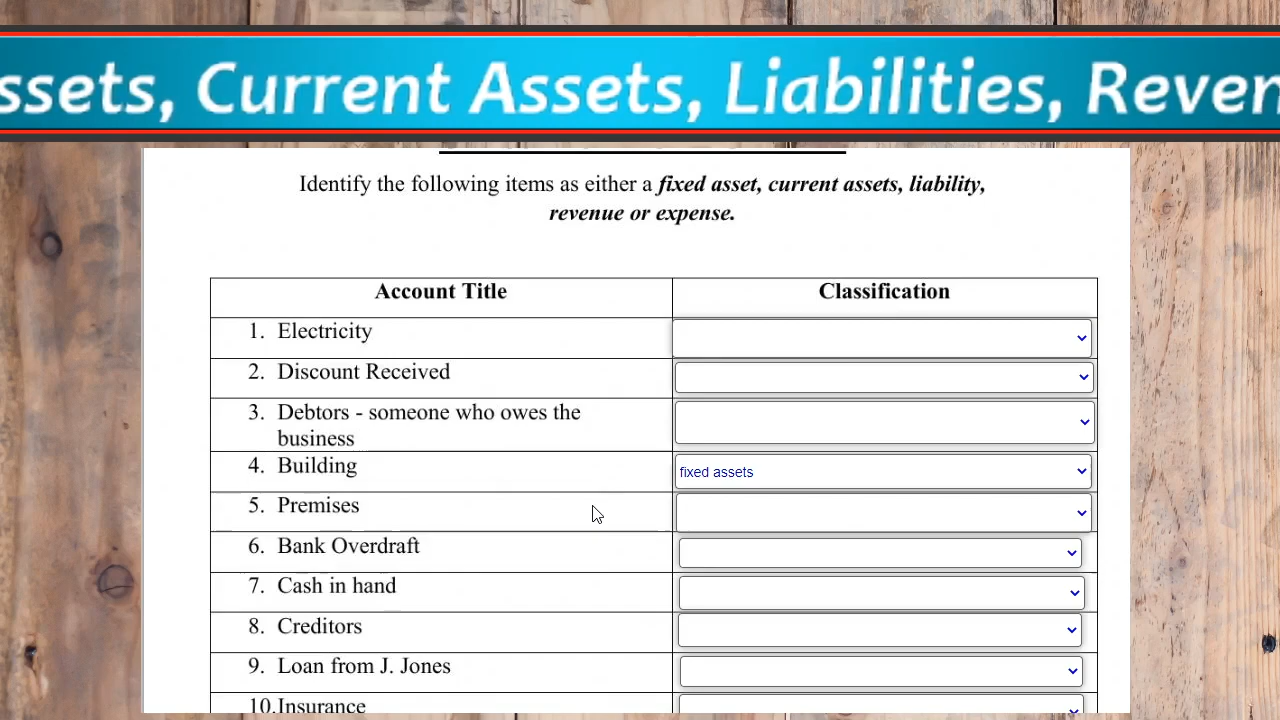 ssets, Current Assets, Liabilities, Reven
Identify the following items as either a fixed asset, current assets, liability,
revenue or expense.
Account Title Classification
1. Electricity
2. Discount Received
3. Debtors - someone who owes the
business
4. Building fixed assets
5. Premises
6. Bank Overdraft
7. Cash in hand
8. Creditors
9. Loan from J. Jones
10.Insurance